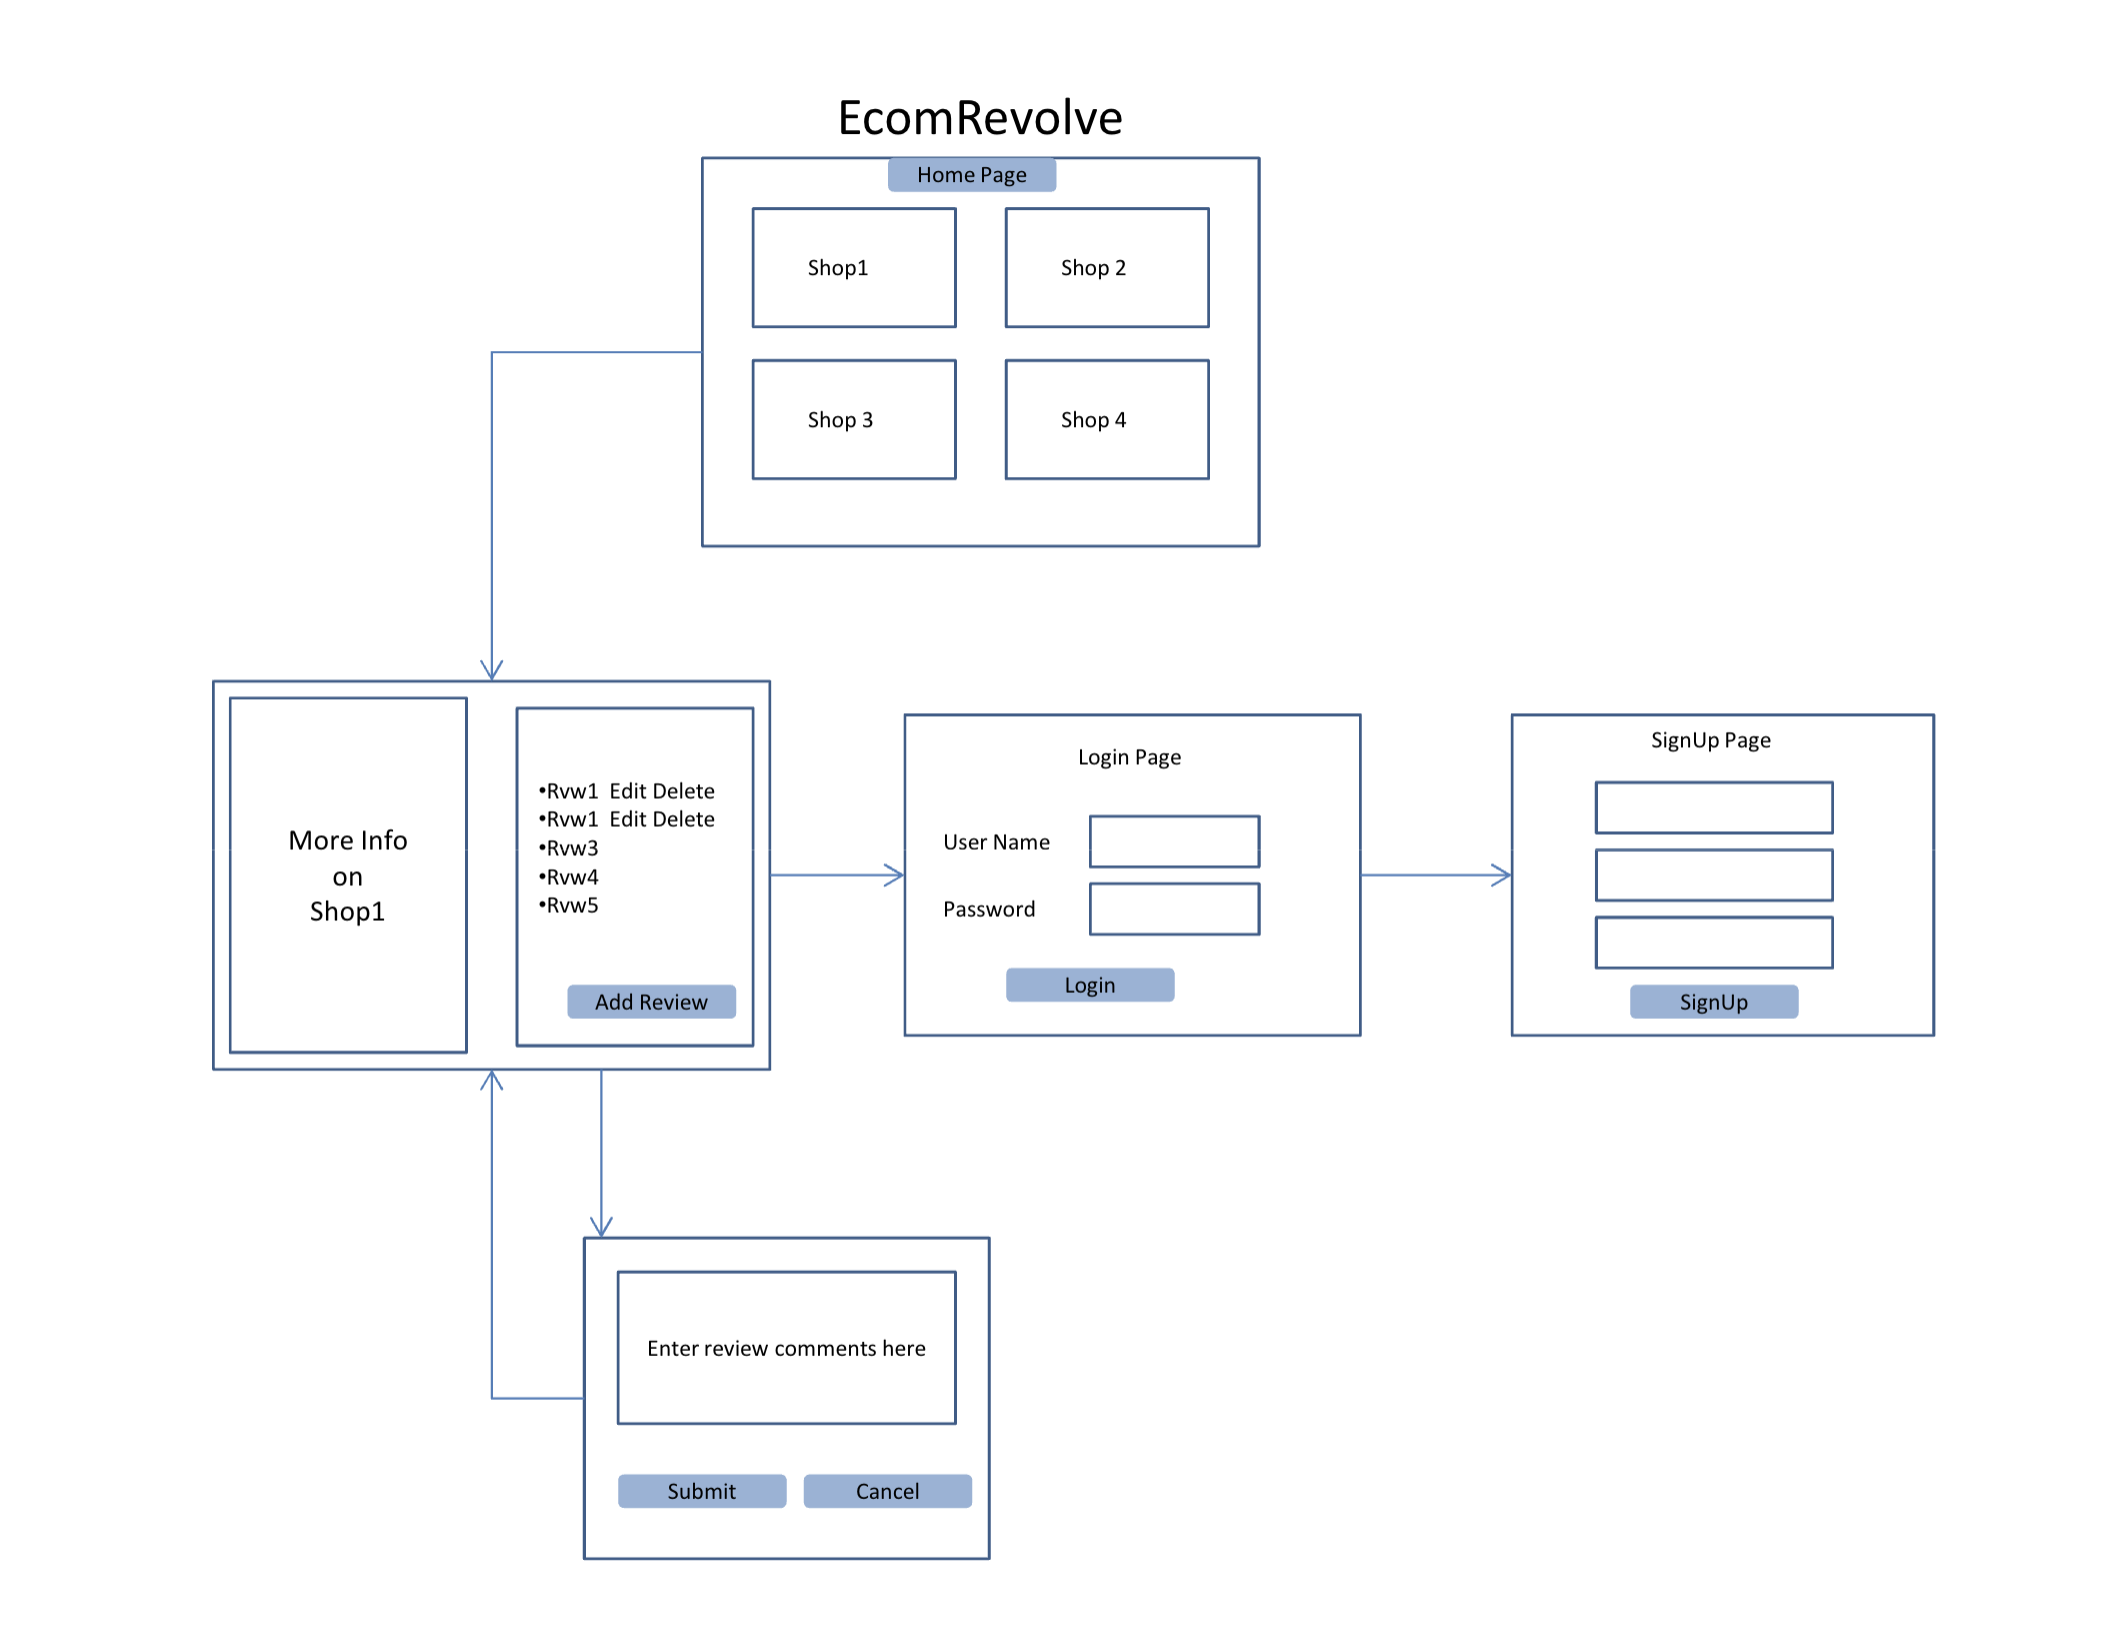 EcomRevolve
Home Page
Shop1
Shop 2
Shop 3
Shop 4
More Info
on
Shop1
•Rvw1  Edit Delete
•Rvw1  Edit Delete
•Rvw3
•Rvw4
•Rvw5
Add Review
Login Page
User Name
Password
Login
SignUp Page
SignUp
Enter review comments here
Submit
Cancel